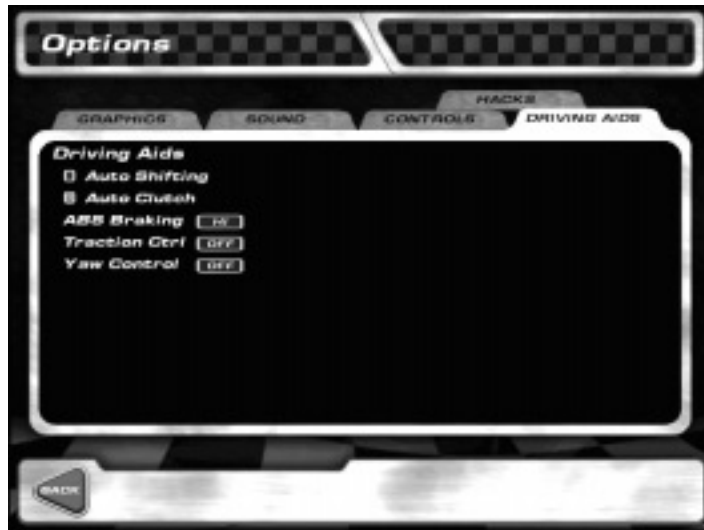 Options
HACKS
GRAPHICS SOUND CONTROLS DRIVING AIDS
Driving Aids
Auto Shifting
Auto Clutch
ABS Braking HI
Traction Ctrl OFF
Yaw Control OFF
BACK